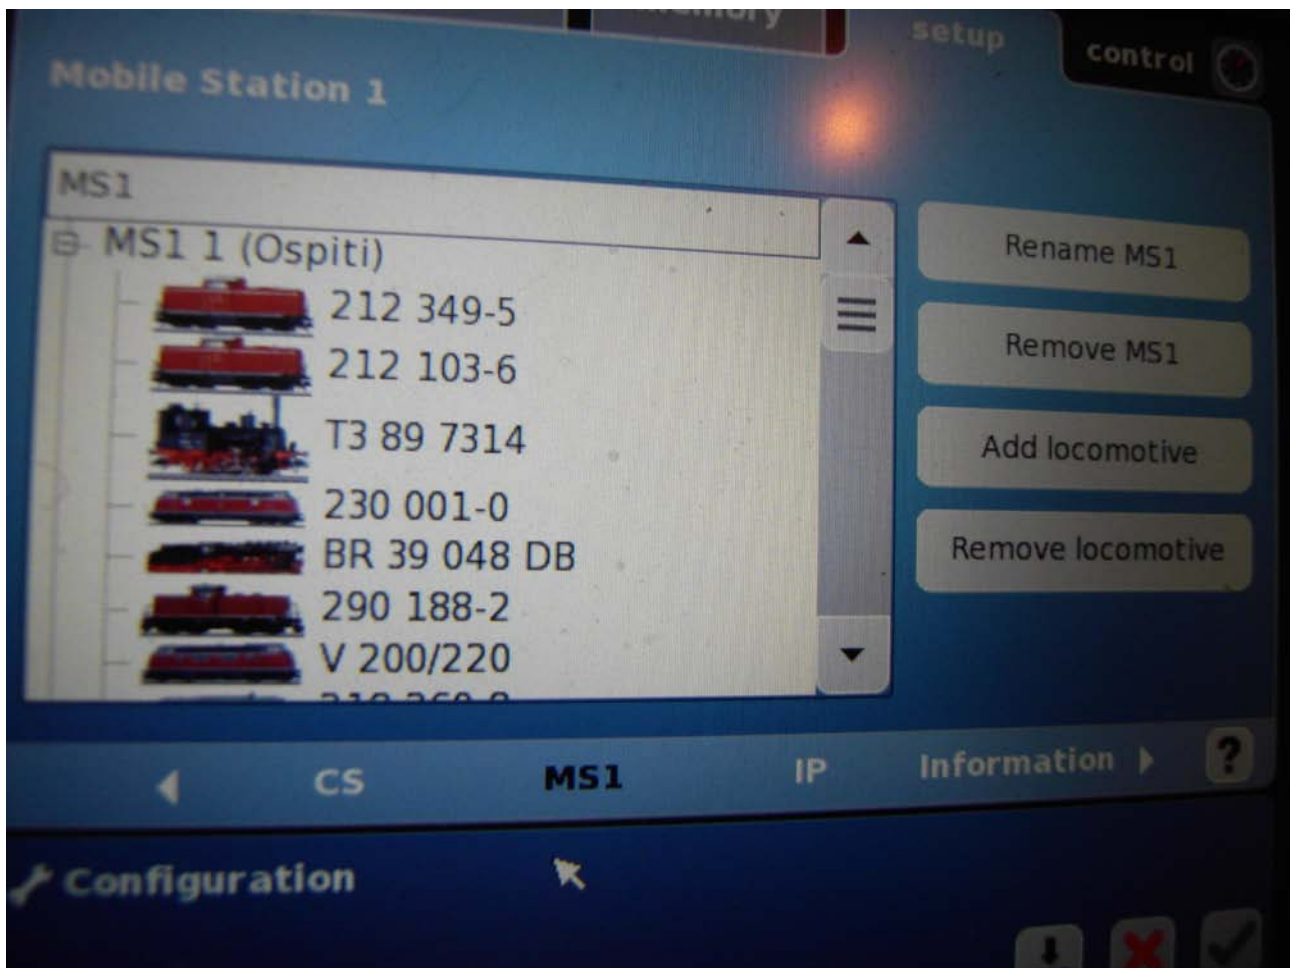 memory
setup
control
Mobile Station 1
MS1
MS1 1 (Ospiti)
212 349-5
212 103-6
T3 89 7314
230 001-0
BR 39 048 DB
290 188-2
V 200/220
Rename MS1
Remove MS1
Add locomotive
Remove locomotive
CS
MS1
IP
Information
?
Configuration